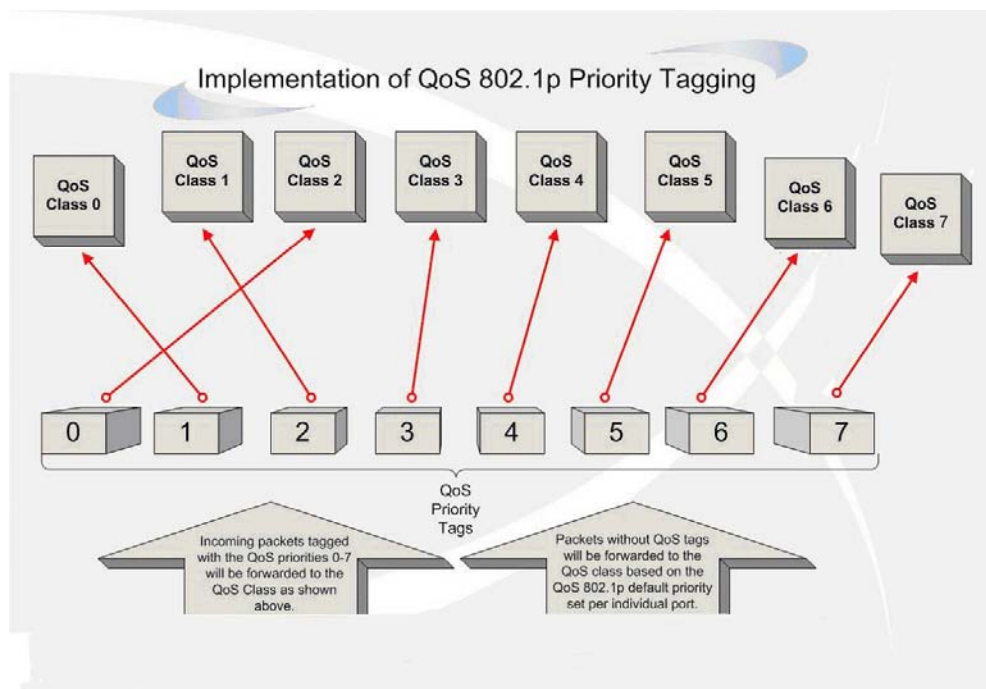 Implementation of QoS 802.1p Priority Tagging
QoS
Class 0
QoS
Class 1
QoS
Class 2
QoS
Class 3
QoS
Class 4
QoS
Class 5
QoS
Class 6
QoS
Class 7
0
1
2
3
4
5
6
7
QoS
Priority
Tags
Incoming packets tagged
with the QoS priorities 0-7
will be forwarded to the
QoS Class as shown
above.
Packets without QoS tags
will be forwarded to the
QoS class based on the
QoS 802.1p default priority
set per individual port.